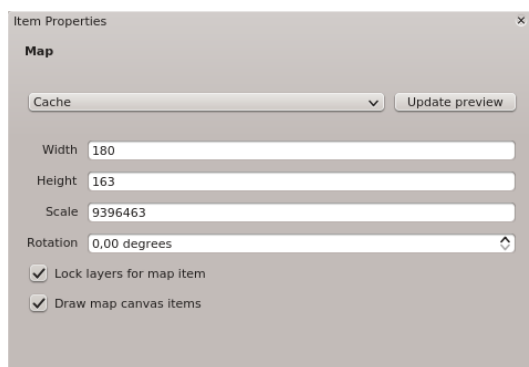 Item Properties
Map
Cache Update preview
Width 180
Height 163
Scale 9396463
Rotation 0,00 degrees
Lock layers for map item
Draw map canvas items